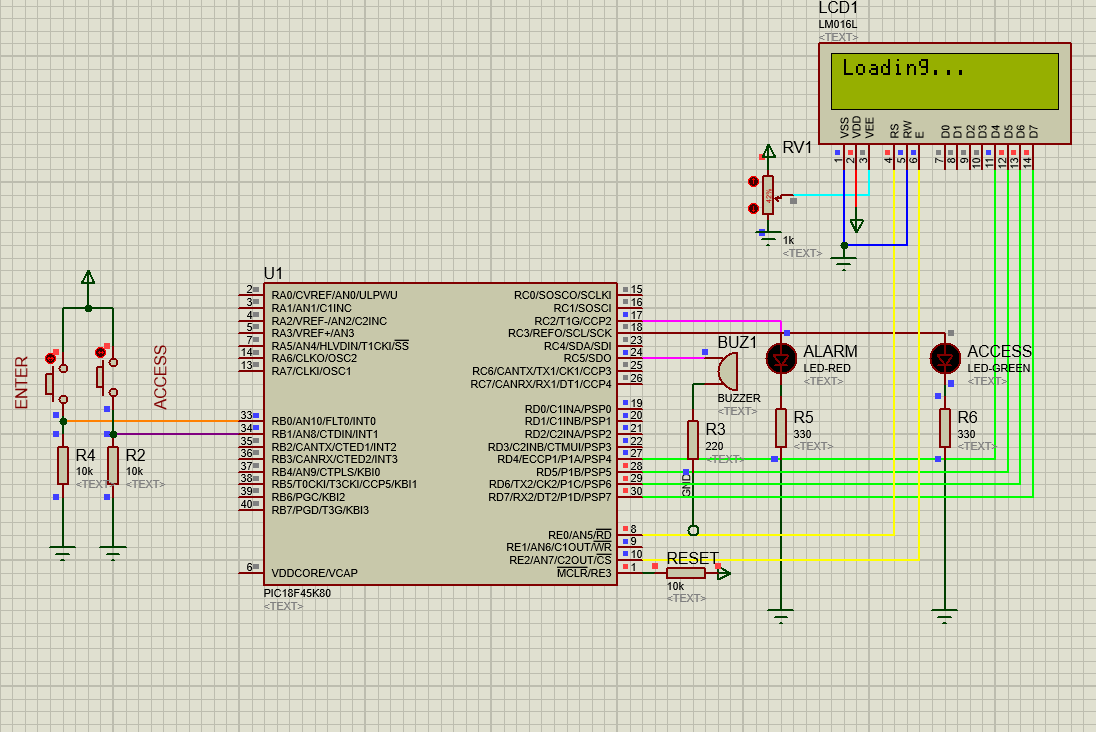 LCD1
LM016L
<TEXT>
Loading...
VSS
VDD
VEE
RS
RW
E
D0
D1
D2
D3
D4
D5
D6
D7
1
2
3
4
5
6
7
8
9
10
11
12
13
14
RV1
42%
1k
<TEXT>
U1
2 RA0/CVREF/AN0/ULPWU
3 RA1/AN1/C1INC
4 RA2/VREF-/AN2/C2INC
5 RA3/VREF+/AN3
7 RA5/AN4/HLVDIN/T1CKI/SS
14 RA6/CLKO/OSC2
13 RA7/CLKI/OSC1
33 RB0/AN10/FLT0/INT0
34 RB1/AN8/CTDIN/INT1
35 RB2/CANTX/CTED1/INT2
36 RB3/CANRX/CTED2/INT3
37 RB4/AN9/CTPLS/KBI0
38 RB5/T0CKI/T3CKI/CCP5/KBI1
39 RB6/PGC/KBI2
40 RB7/PGD/T3G/KBI3
6 VDDCORE/VCAP
RC0/SOSCO/SCLKI 15
RC1/SOSCI 16
RC2/T1G/CCP2 17
RC3/REFO/SCL/SCK 18
RC4/SDA/SDI 23
RC5/SDO 24
RC6/CANTX/TX1/CK1/CCP3 25
RC7/CANRX/RX1/DT1/CCP4 26
RD0/C1INA/PSP0 19
RD1/C1INB/PSP1 20
RD2/C2INA/PSP2 21
RD3/C2INB/CTMUI/PSP3 22
RD4/ECCP1/P1A/PSP4 27
RD5/P1B/PSP5 28
RD6/TX2/CK2/P1C/PSP6 29
RD7/RX2/DT2/P1D/PSP7 30
RE0/AN5/RD 8
RE1/AN6/C1OUT/WR 9
RE2/AN7/C2OUT/CS 10
MCLR/RE3 1
PIC18F45K80
<TEXT>
ENTER
ACCESS
R4
10k
<TEXT>
R2
10k
<TEXT>
BUZ1
BUZZER
<TEXT>
R3
220
<TEXT>
GND
RESET
10k
<TEXT>
ALARM
LED-RED
<TEXT>
R5
330
<TEXT>
ACCESS
LED-GREEN
<TEXT>
R6
330
<TEXT>